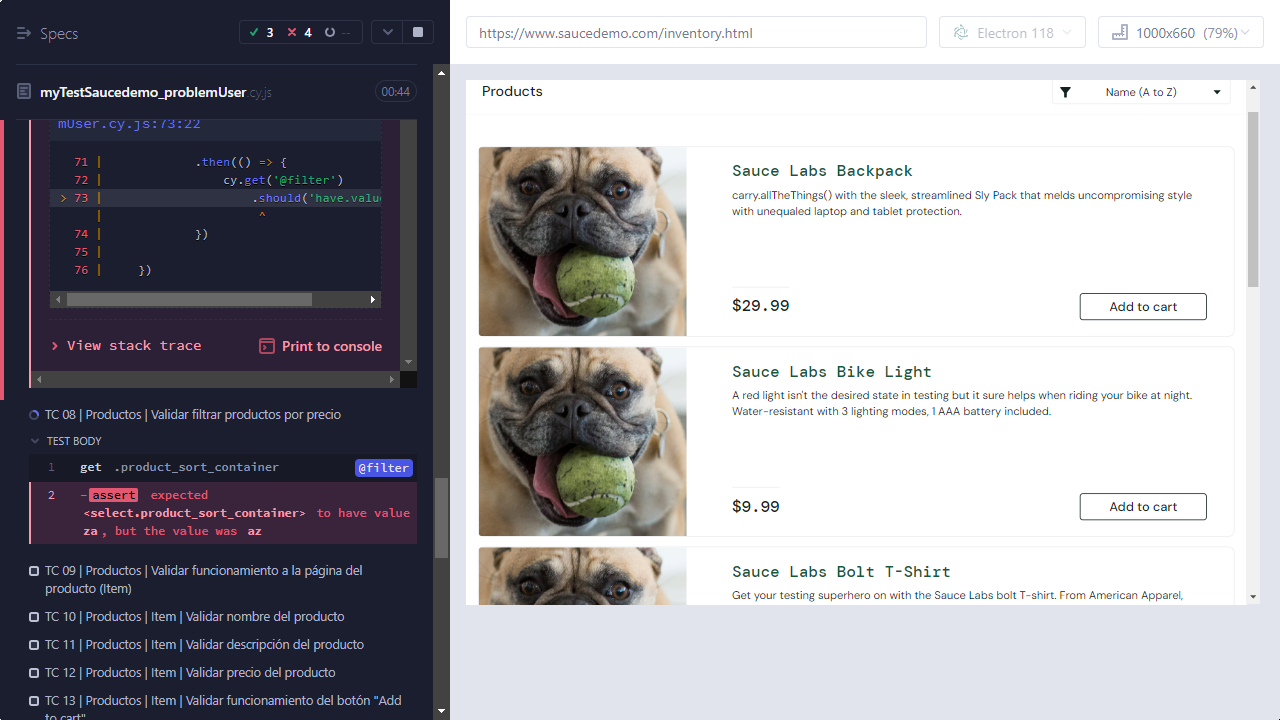 Specs
3
4
--
https://www.saucedemo.com/inventory.html
Electron 118
1000x660 (79%)
myTestSaucedemo_problemUser.cy.js
00:44
mUser.cy.js:73:22
71 | .then(() => {
72 | cy.get('@filter')
> 73 | .should('have.value
| ^
74 | })
75 |
76 | })
View stack trace
Print to console
TC 08 | Productos | Validar filtrar productos por precio
TEST BODY
1 get .product_sort_container @filter
2 -assert expected
<select.product_sort_container> to have value
za, but the value was az
TC 09 | Productos | Validar funcionamiento a la página del
producto (Item)
TC 10 | Productos | Item | Validar nombre del producto
TC 11 | Productos | Item | Validar descripción del producto
TC 12 | Productos | Item | Validar precio del producto
TC 13 | Productos | Item | Validar funcionamiento del botón "Add
to cart"
Products
Name (A to Z)
Sauce Labs Backpack
carry.allTheThings() with the sleek, streamlined Sly Pack that melds uncompromising style
with unequaled laptop and tablet protection.
$29.99
Add to cart
Sauce Labs Bike Light
A red light isn't the desired state in testing but it sure helps when riding your bike at night.
Water-resistant with 3 lighting modes, 1 AAA battery included.
$9.99
Add to cart
Sauce Labs Bolt T-Shirt
Get your testing superhero on with the Sauce Labs bolt T-shirt. From American Apparel,